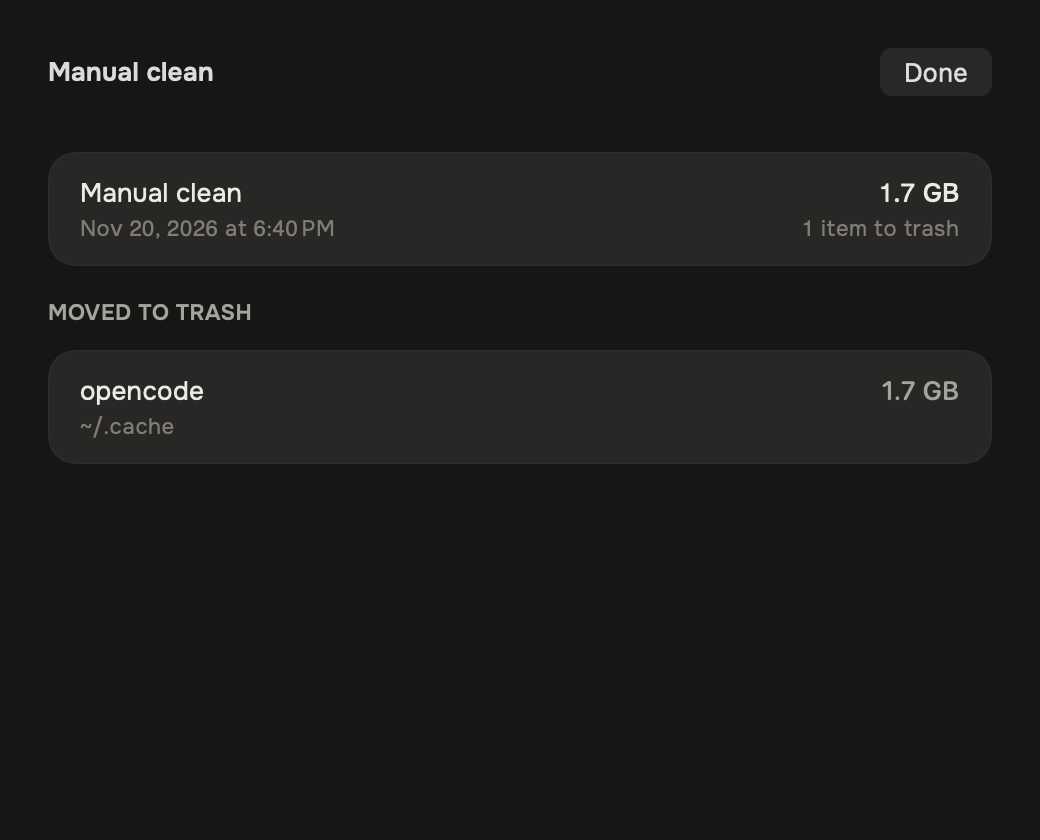 Manual clean
Done
Manual clean
1.7 GB
Nov 20, 2026 at 6:40 PM
1 item to trash
MOVED TO TRASH
opencode
1.7 GB
~/.cache